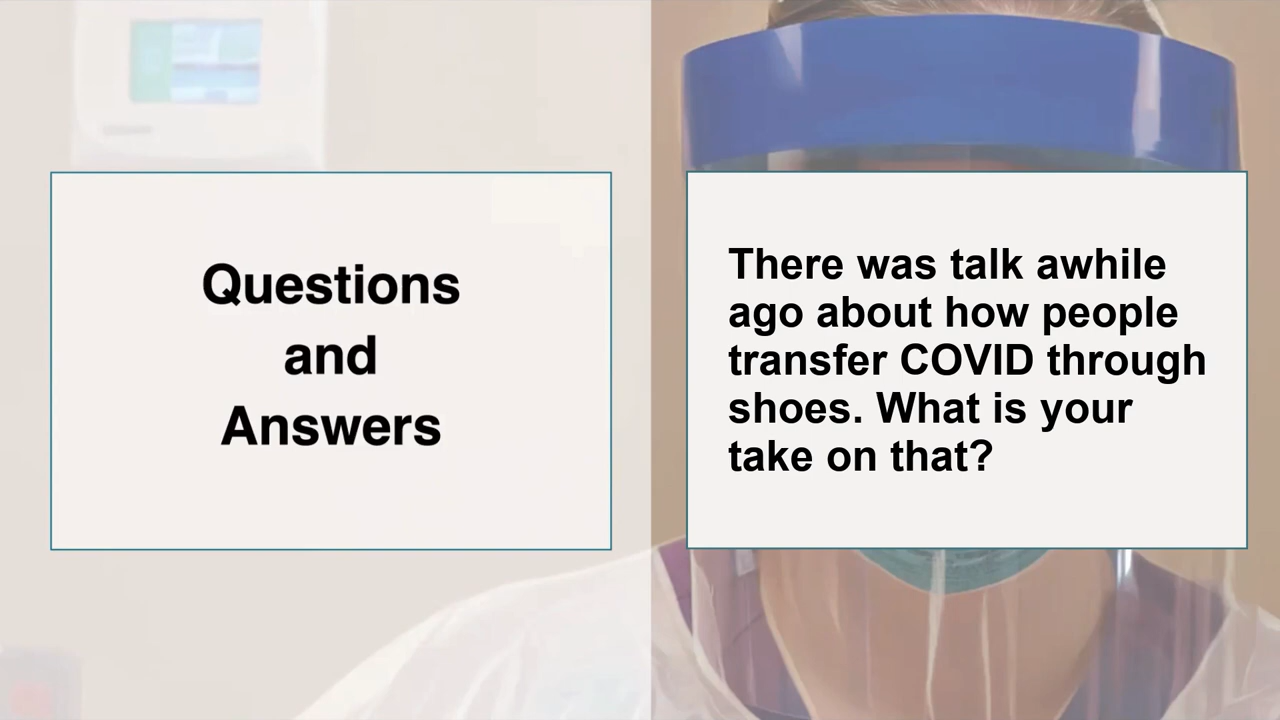 Questions
and
Answers
There was talk awhile
ago about how people
transfer COVID through
shoes. What is your
take on that?